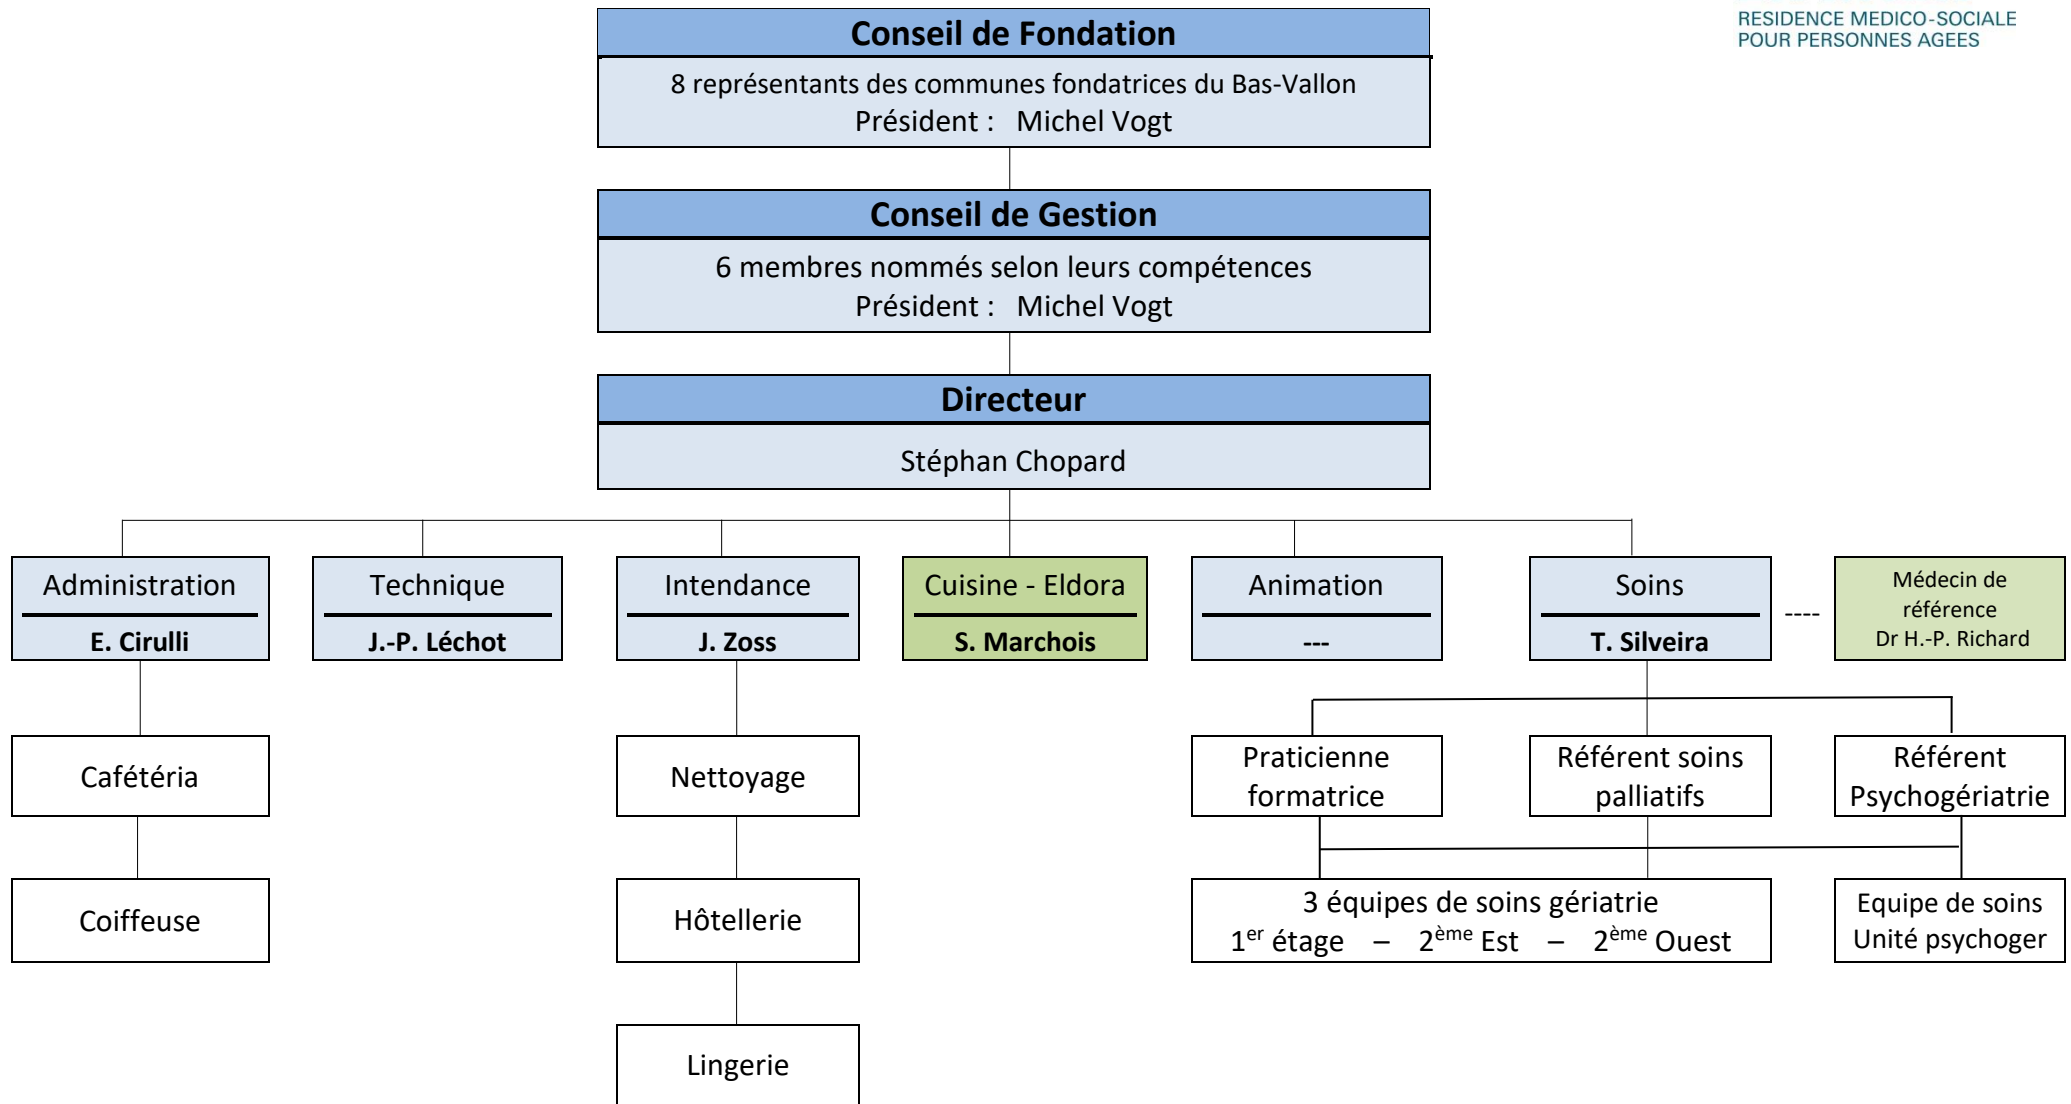 RESIDENCE MEDICO-SOCIALE
POUR PERSONNES AGEES
Conseil de Fondation
8 représentants des communes fondatrices du Bas-Vallon
Président : Michel Vogt
Conseil de Gestion
6 membres nommés selon leurs compétences
Président : Michel Vogt
Directeur
Stéphan Chopard
Administration
E. Cirulli
Technique
J.-P. Léchot
Intendance
J. Zoss
Cuisine - Eldora
S. Marchois
Animation
---
Soins
T. Silveira
----
Médecin de
référence
Dr H.-P. Richard
Cafétéria
Nettoyage
Praticienne
formatrice
Référent soins
palliatifs
Référent
Psychogériatrie
Coiffeuse
Hôtellerie
3 équipes de soins gériatrie
1er étage – 2ème Est – 2ème Ouest
Equipe de soins
Unité psychoger
Lingerie